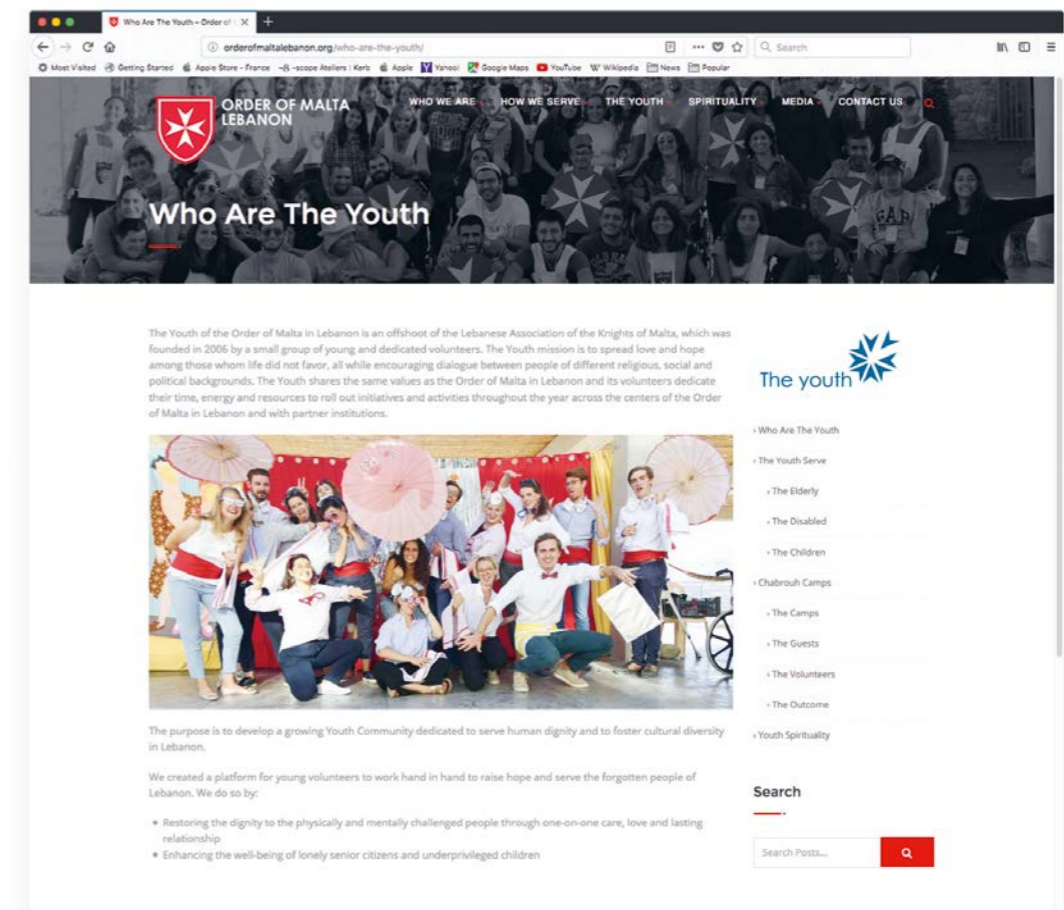 Who Are The Youth – Order of
orderofmaltalebanon.org/who-are-the-youth/
Search
Most Visited Getting Started Apple Store - France -scope Ateliers | Kerb Apple Yahoo! Google Maps YouTube Wikipedia News Popular
ORDER OF MALTA
LEBANON
WHO WE ARE HOW WE SERVE THE YOUTH SPIRITUALITY MEDIA CONTACT US
Who Are The Youth
The Youth of the Order of Malta in Lebanon is an offshoot of the Lebanese Association of the Knights of Malta, which was
founded in 2006 by a small group of young and dedicated volunteers. The Youth mission is to spread love and hope
among those whom life did not favor, all while encouraging dialogue between people of different religious, social and
political backgrounds. The Youth shares the same values as the Order of Malta in Lebanon and its volunteers dedicate
their time, energy and resources to roll out initiatives and activities throughout the year across the centers of the Order
of Malta in Lebanon and with partner institutions.
The purpose is to develop a growing Youth Community dedicated to serve human dignity and to foster cultural diversity
in Lebanon.
We created a platform for young volunteers to work hand in hand to raise hope and serve the forgotten people of
Lebanon. We do so by:
• Restoring the dignity to the physically and mentally challenged people through one-on-one care, love and lasting
relationship
• Enhancing the well-being of lonely senior citizens and underprivileged children
The youth
› Who Are The Youth
› The Youth Serve
› The Elderly
› The Disabled
› The Children
› Chabrouh Camps
› The Camps
› The Guests
› The Volunteers
› The Outcome
› Youth Spirituality
Search
Search Posts...
GAP